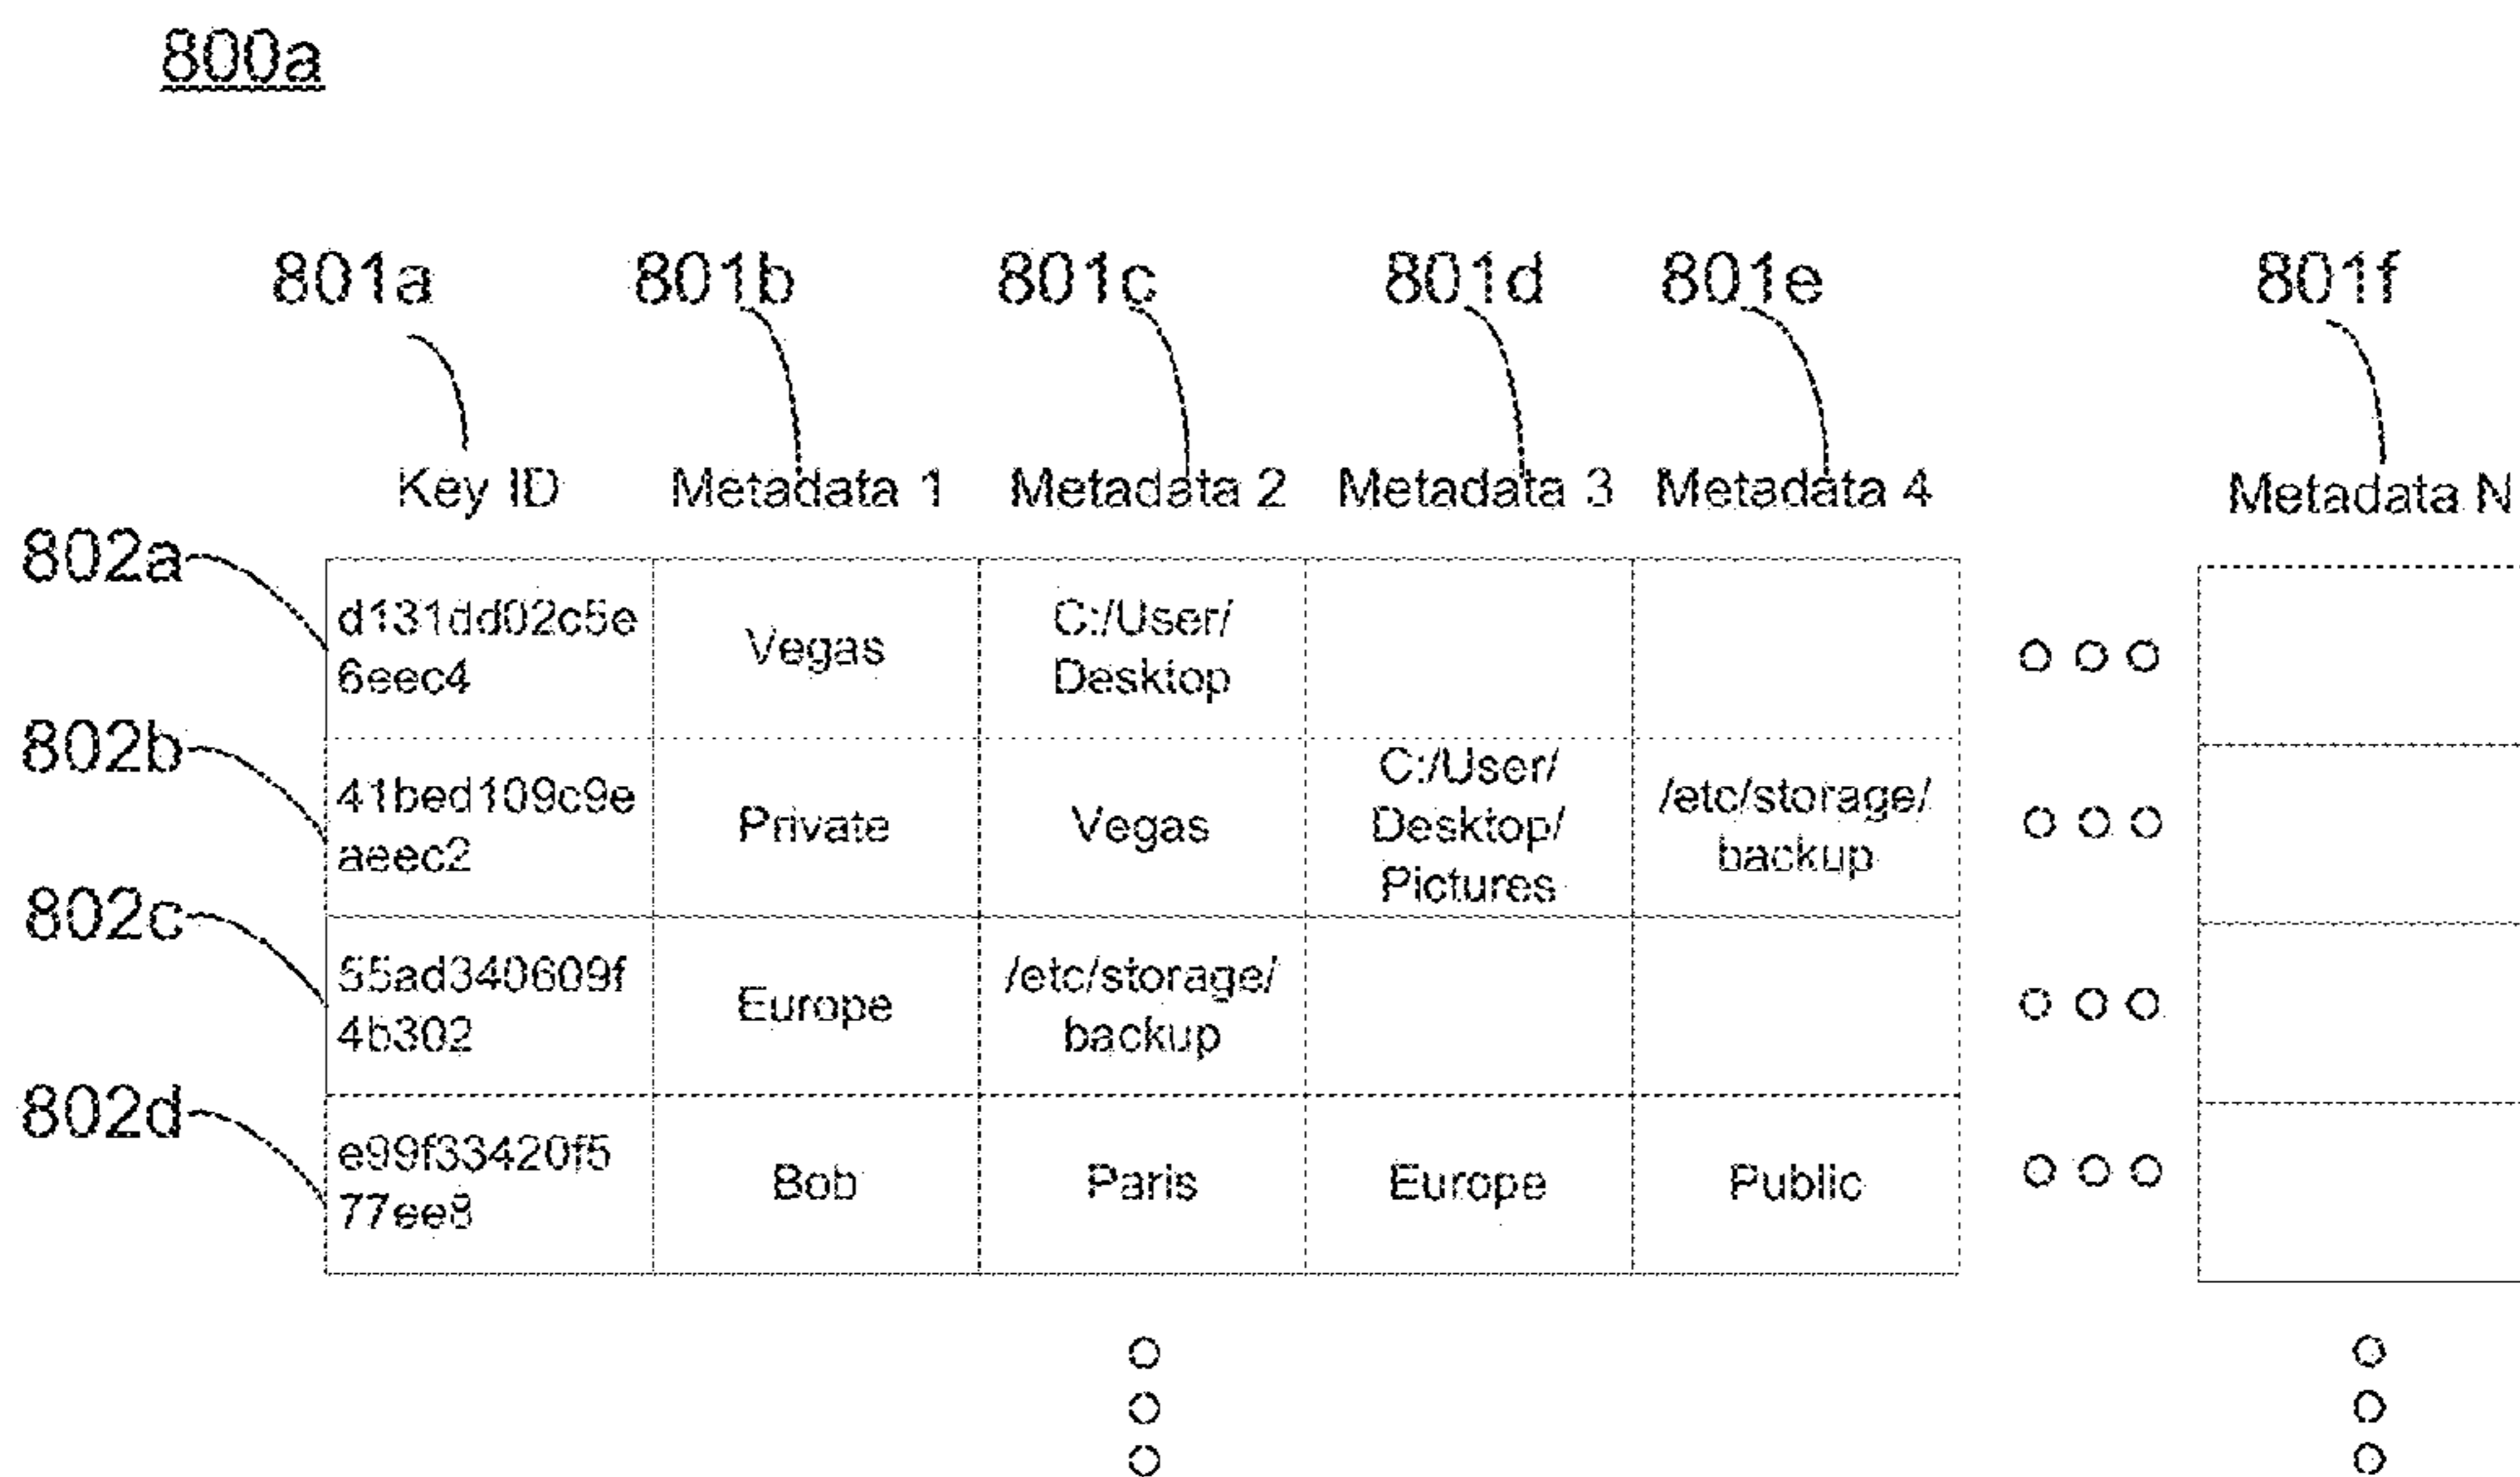 800a
801a 801b 801c 801d 801e 801f
Key ID Metadata 1 Metadata 2 Metadata 3 Metadata 4 Metadata N
802a
d131dd02c5e
6eec4
Vegas
C:/User/
Desktop
802b
41bed109c9e
aeec2
Private
Vegas
C:/User/
Desktop/
Pictures
/etc/storage/
backup
802c
55ad340609f
4b302
Europe
/etc/storage/
backup
802d
e99f33420f5
77ee8
Bob
Paris
Europe
Public